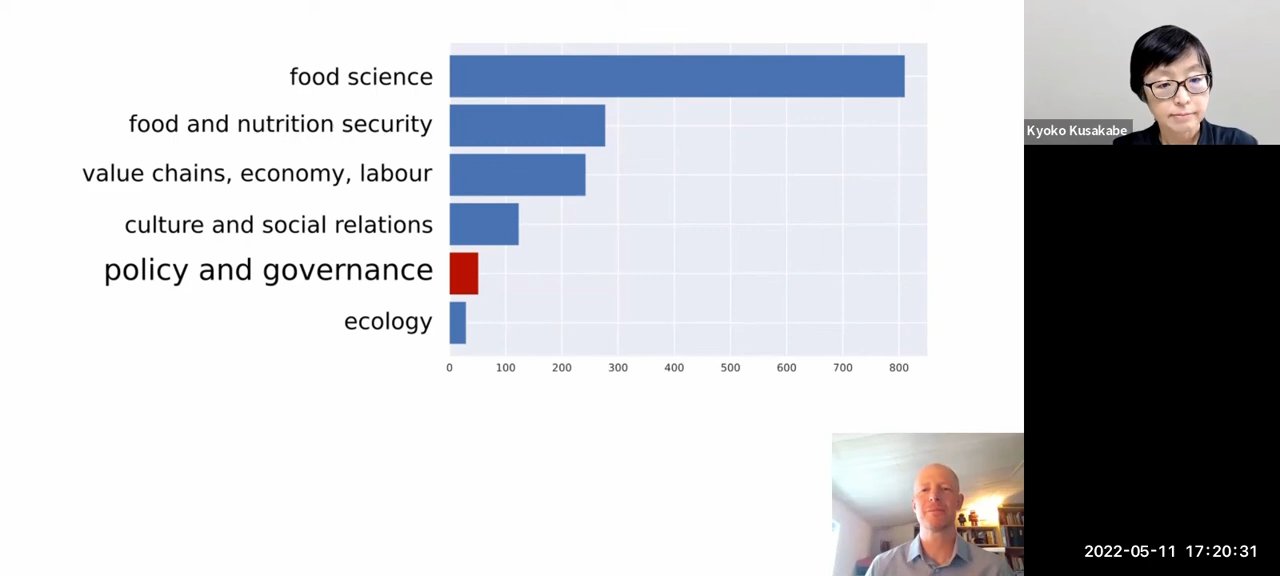 food science
food and nutrition security
value chains, economy, labour
culture and social relations
policy and governance
ecology
0 100 200 300 400 500 600 700 800
Kyoko Kusakabe
2022-05-11 17:20:31